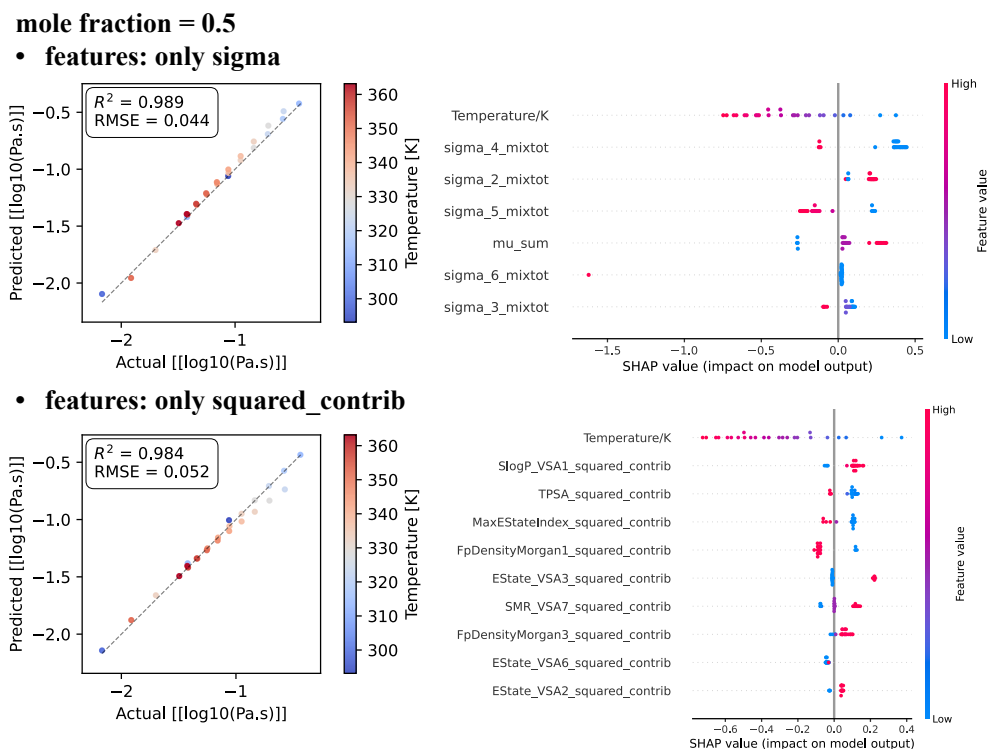 mole fraction = 0.5
• features: only sigma
R² = 0.989
RMSE = 0.044
−0.5
−1.0
−1.5
−2.0
Predicted [[log10(Pa.s)]]
−2
−1
Actual [[log10(Pa.s)]]
360
350
340
330
320
310
300
Temperature [K]
Temperature/K
sigma_4_mixtot
sigma_2_mixtot
sigma_5_mixtot
mu_sum
sigma_6_mixtot
sigma_3_mixtot
−1.5
−1.0
−0.5
0.0
0.5
SHAP value (impact on model output)
High
Low
Feature value
• features: only squared_contrib
R² = 0.984
RMSE = 0.052
−0.5
−1.0
−1.5
−2.0
Predicted [[log10(Pa.s)]]
−2
−1
Actual [[log10(Pa.s)]]
360
350
340
330
320
310
300
Temperature [K]
Temperature/K
SlogP_VSA1_squared_contrib
TPSA_squared_contrib
MaxEStateIndex_squared_contrib
FpDensityMorgan1_squared_contrib
EState_VSA3_squared_contrib
SMR_VSA7_squared_contrib
FpDensityMorgan3_squared_contrib
EState_VSA6_squared_contrib
EState_VSA2_squared_contrib
−0.6
−0.4
−0.2
0.0
0.2
0.4
SHAP value (impact on model output)
High
Low
Feature value